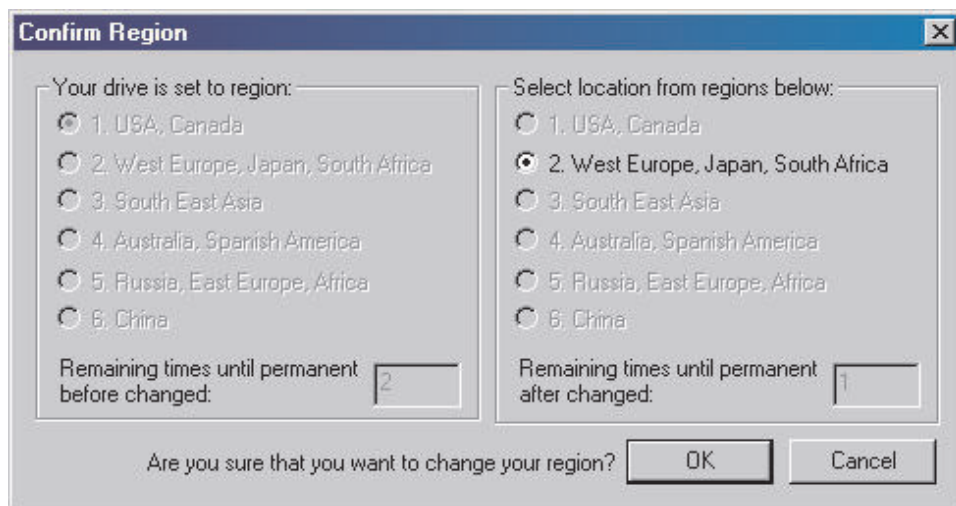 Confirm Region
Your drive is set to region:
1. USA, Canada
2. West Europe, Japan, South Africa
3. South East Asia
4. Australia, Spanish America
5. Russia, East Europe, Africa
6. China
Remaining times until permanent
before changed:
2
Select location from regions below:
1. USA, Canada
2. West Europe, Japan, South Africa
3. South East Asia
4. Australia, Spanish America
5. Russia, East Europe, Africa
6. China
Remaining times until permanent
after changed:
1
Are you sure that you want to change your region?
OK
Cancel